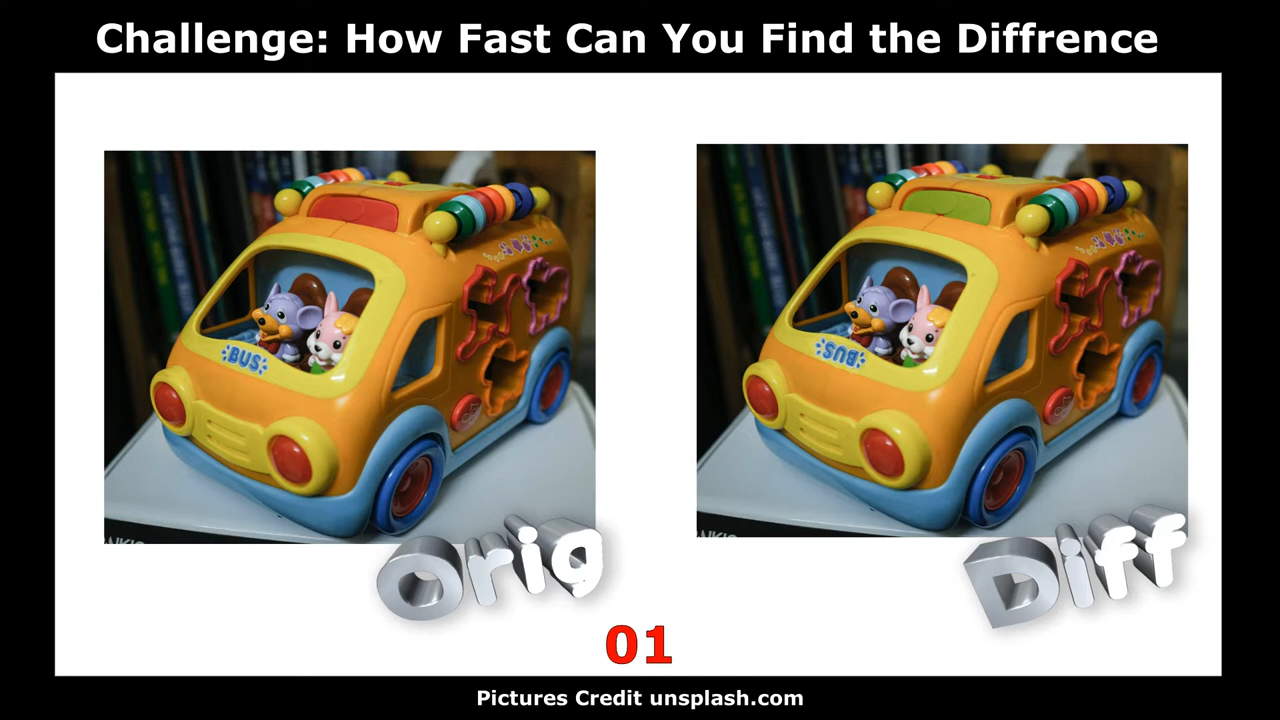 Challenge: How Fast Can You Find the Diffrence
BUS
BUS
Orig
Diff
01
Pictures Credit unsplash.com